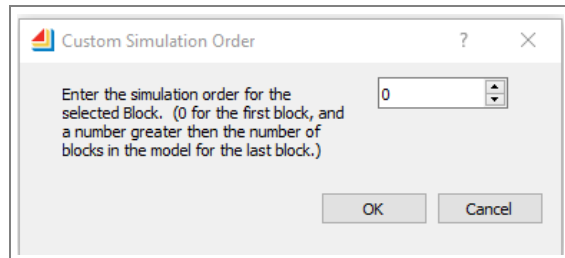 Custom Simulation Order
?
Enter the simulation order for the
selected Block.  (0 for the first block, and
a number greater then the number of
blocks in the model for the last block.)
0
OK
Cancel